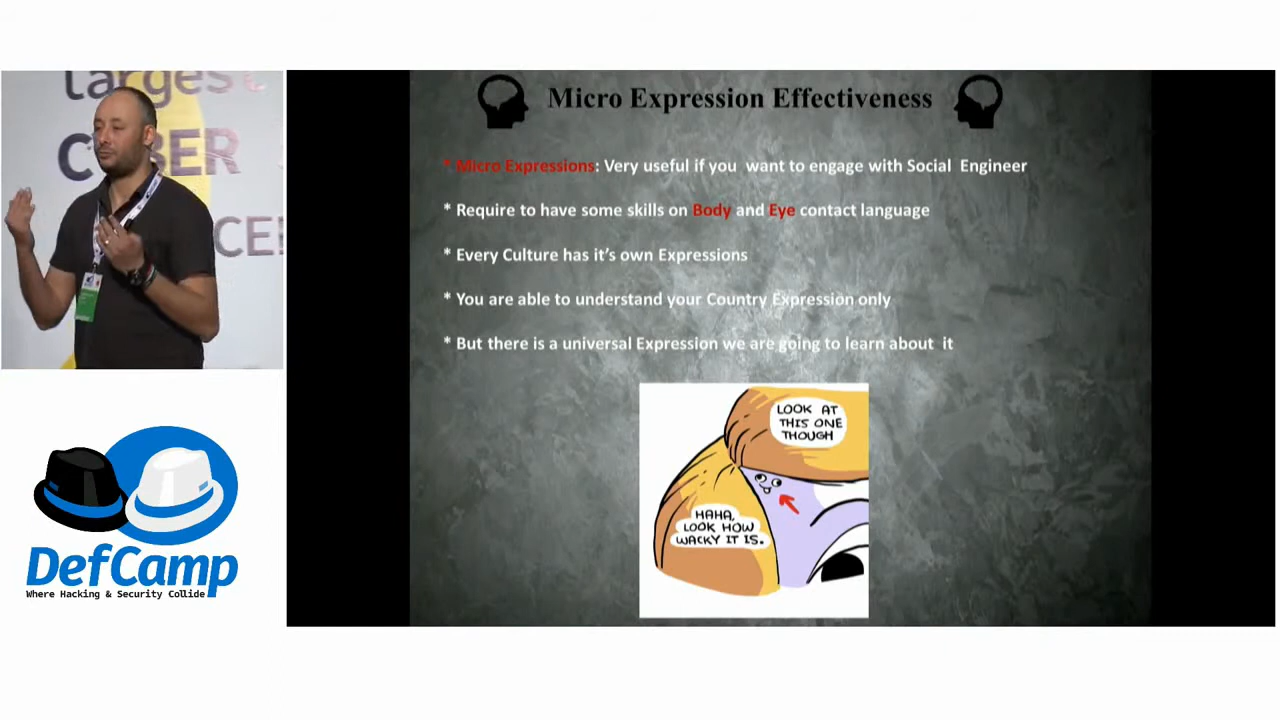 largest
CYBER
CE
DefCamp
Where Hacking & Security Collide
Micro Expression Effectiveness
* Micro Expressions: Very useful if you want to engage with Social Engineer
* Require to have some skills on Body and Eye contact language
* Every Culture has it's own Expressions
* You are able to understand your Country Expression only
* But there is a universal Expression we are going to learn about it
LOOK AT
THIS ONE
THOUGH
HAHA,
LOOK HOW
WACKY IT IS.